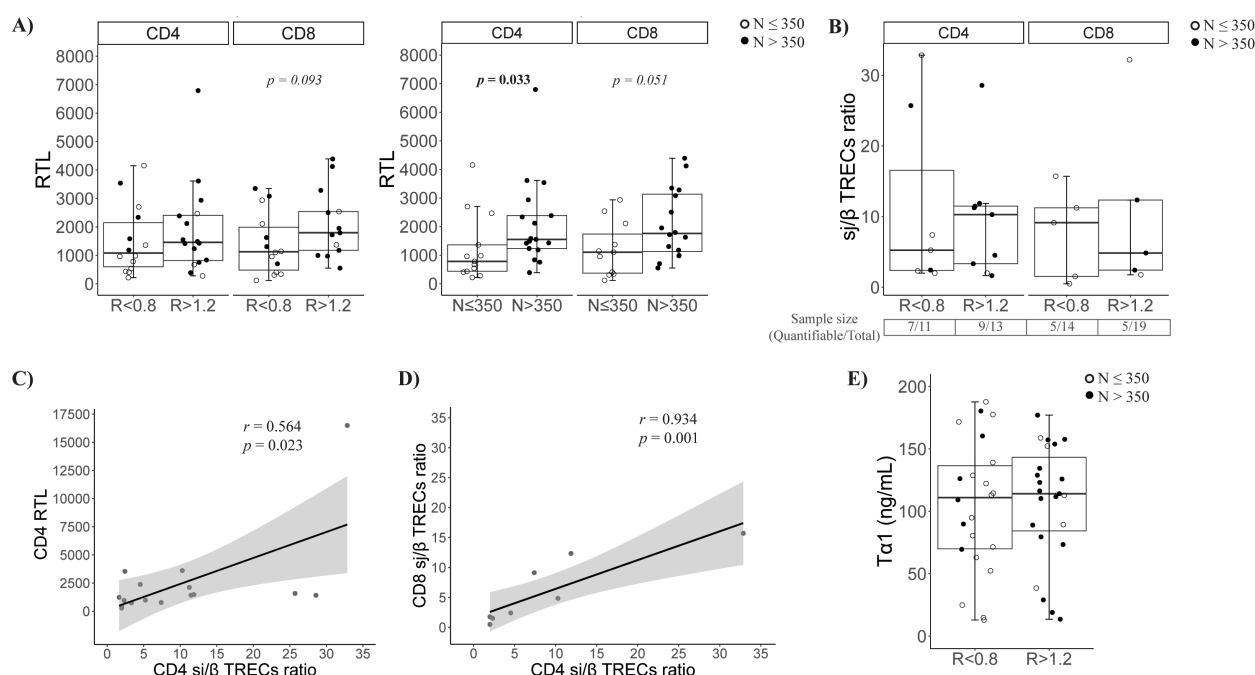 A)
CD4
CD8
○ N ≤ 350
● N > 350
p = 0.093
8000
7000
6000
5000
4000
3000
2000
1000
0
RTL
R<0.8
R>1.2
R<0.8
R>1.2
CD4
CD8
○ N ≤ 350
● N > 350
p = 0.033
p = 0.051
8000
7000
6000
5000
4000
3000
2000
1000
0
RTL
N≤350
N>350
N≤350
N>350
B)
CD4
CD8
○ N ≤ 350
● N > 350
30
20
10
0
sj/β TRECs ratio
R<0.8
R>1.2
R<0.8
R>1.2
Sample size
(Quantifiable/Total)
7/11
9/13
5/14
5/19
C)
17500
15000
12500
10000
7500
5000
2500
0
CD4 RTL
r = 0.564
p = 0.023
0 5 10 15 20 25 30 35
CD4 sj/β TRECs ratio
D)
35
30
25
20
15
10
5
0
CD8 sj/β TRECs ratio
r = 0.934
p = 0.001
0 5 10 15 20 25 30 35
CD4 sj/β TRECs ratio
E)
○ N ≤ 350
● N > 350
200
150
100
50
0
Tα1 (ng/mL)
R<0.8
R>1.2